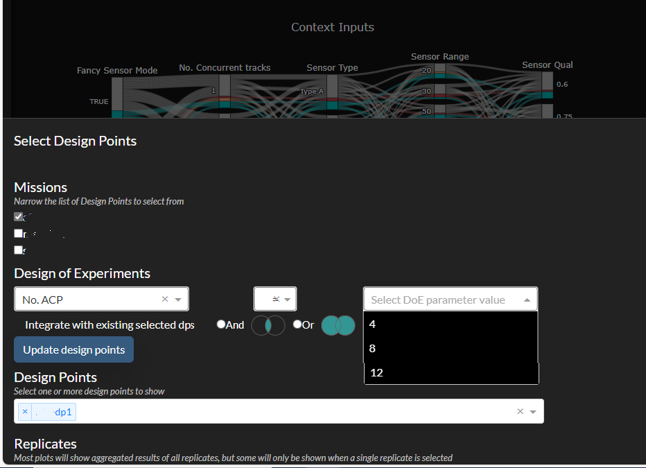 Context Inputs
Fancy Sensor Mode No. Concurrent tracks Sensor Type Sensor Range Sensor Qual
20
TRUE 1 Type A 30 0.6
50 0.75
Select Design Points
Missions
Narrow the list of Design Points to select from
Design of Experiments
No. ACP × Select DoE parameter value
Integrate with existing selected dps And Or
4
8
12
Update design points
Design Points
Select one or more design points to show
× dp1 ×
Replicates
Most plots will show aggregated results of all replicates, but some will only be shown when a single replicate is selected